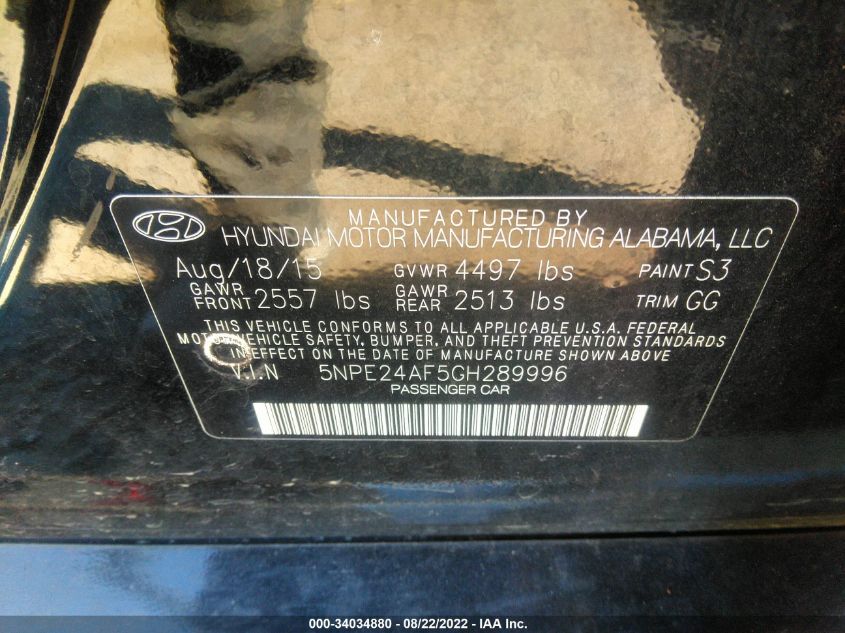 MANUFACTURED BY
HYUNDAI MOTOR MANUFACTURING ALABAMA, LLC
Aug/18/15 GVWR 4497 lbs PAINT S3
GAWR FRONT 2557 lbs GAWR REAR 2513 lbs TRIM GG
THIS VEHICLE CONFORMS TO ALL APPLICABLE U.S.A. FEDERAL
MOTOR VEHICLE SAFETY, BUMPER, AND THEFT PREVENTION STANDARDS
IN EFFECT ON THE DATE OF MANUFACTURE SHOWN ABOVE
V.I.N 5NPE24AF5GH289996
PASSENGER CAR
000-34034880 - 08/22/2022 - IAA Inc.